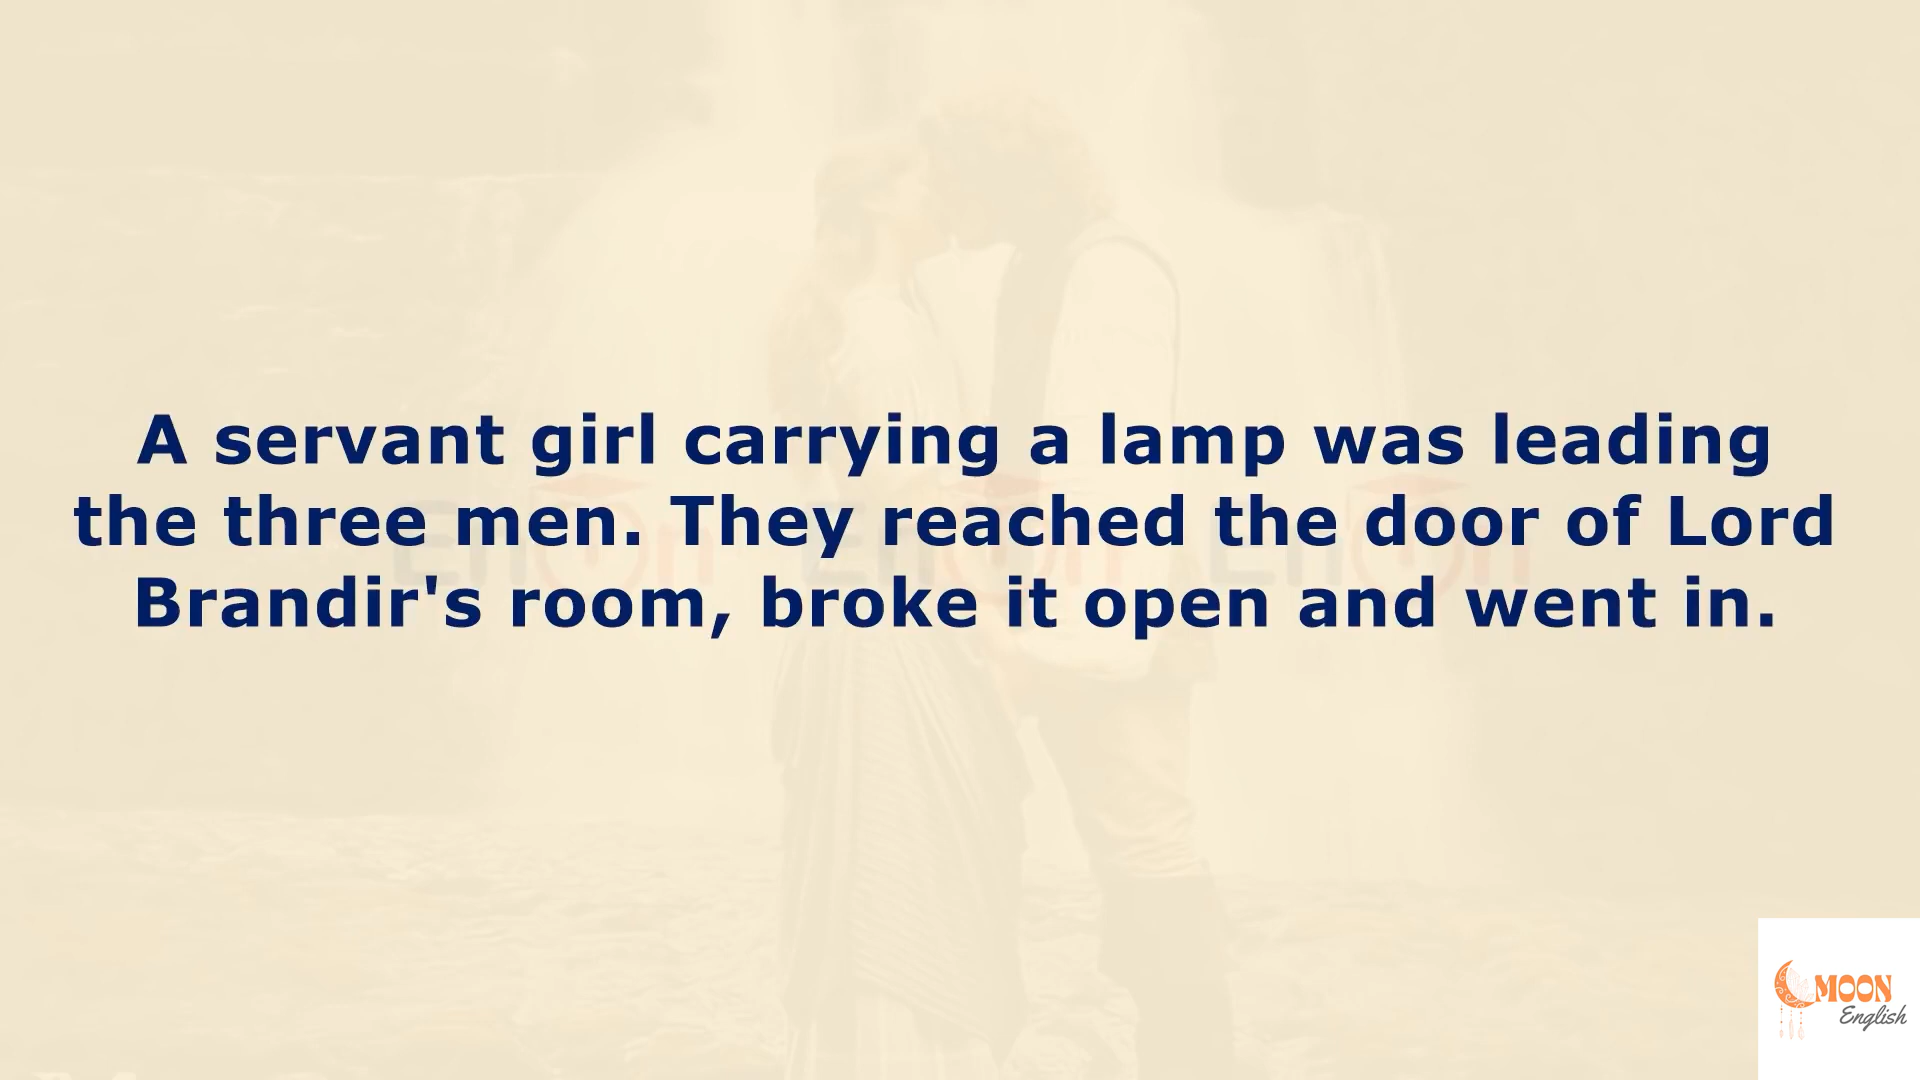 A servant girl carrying a lamp was leading
the three men. They reached the door of Lord
Brandir's room, broke it open and went in.
MOON
English